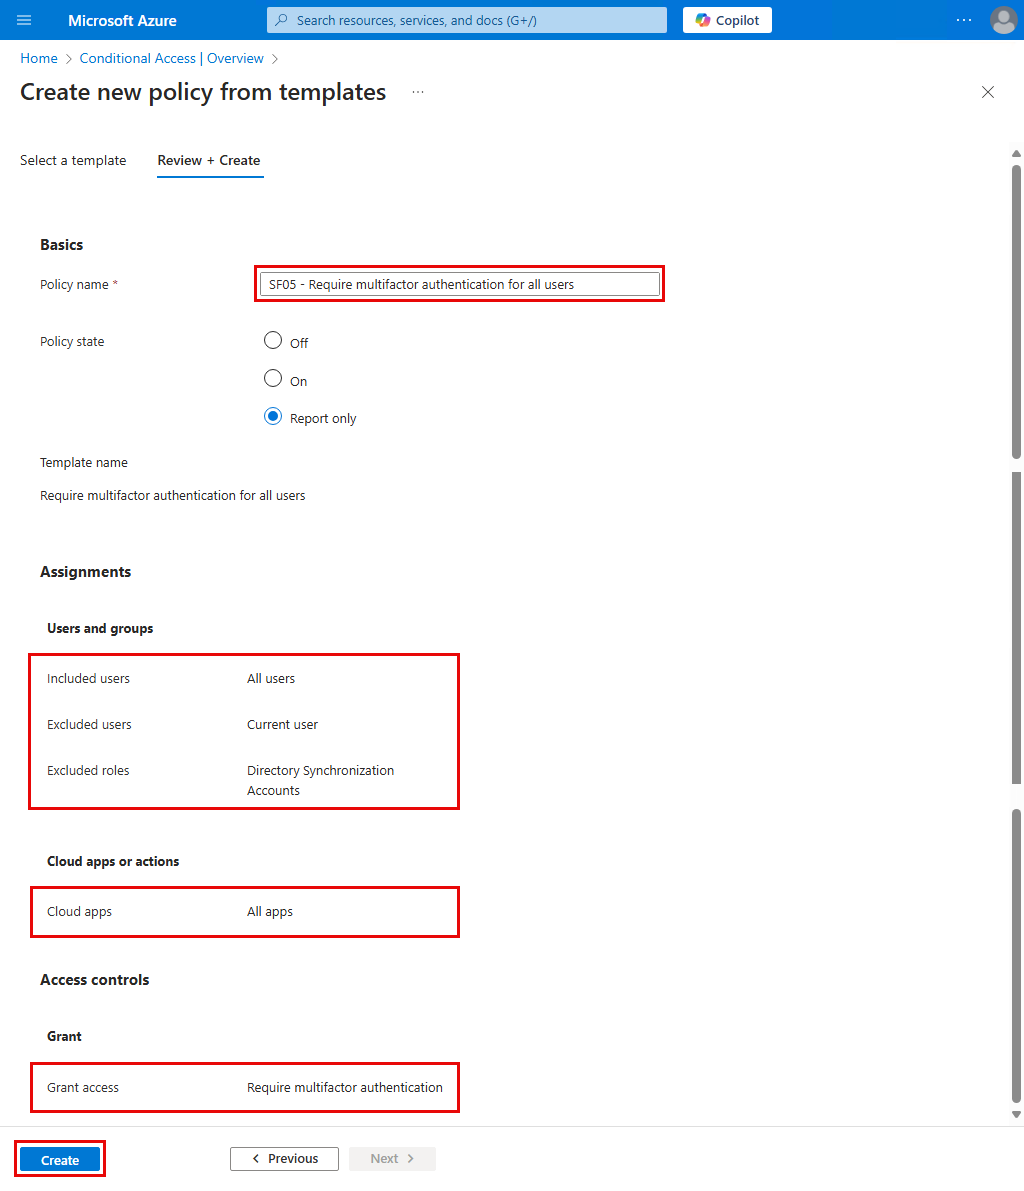 Microsoft Azure
Search resources, services, and docs (G+/)
Copilot
...
Home > Conditional Access | Overview >
Create new policy from templates ...
Select a template
Review + Create
Basics
Policy name *
SF05 - Require multifactor authentication for all users
Policy state
Off
On
Report only
Template name
Require multifactor authentication for all users
Assignments
Users and groups
Included users
All users
Excluded users
Current user
Excluded roles
Directory Synchronization
Accounts
Cloud apps or actions
Cloud apps
All apps
Access controls
Grant
Grant access
Require multifactor authentication
Create
< Previous
Next >